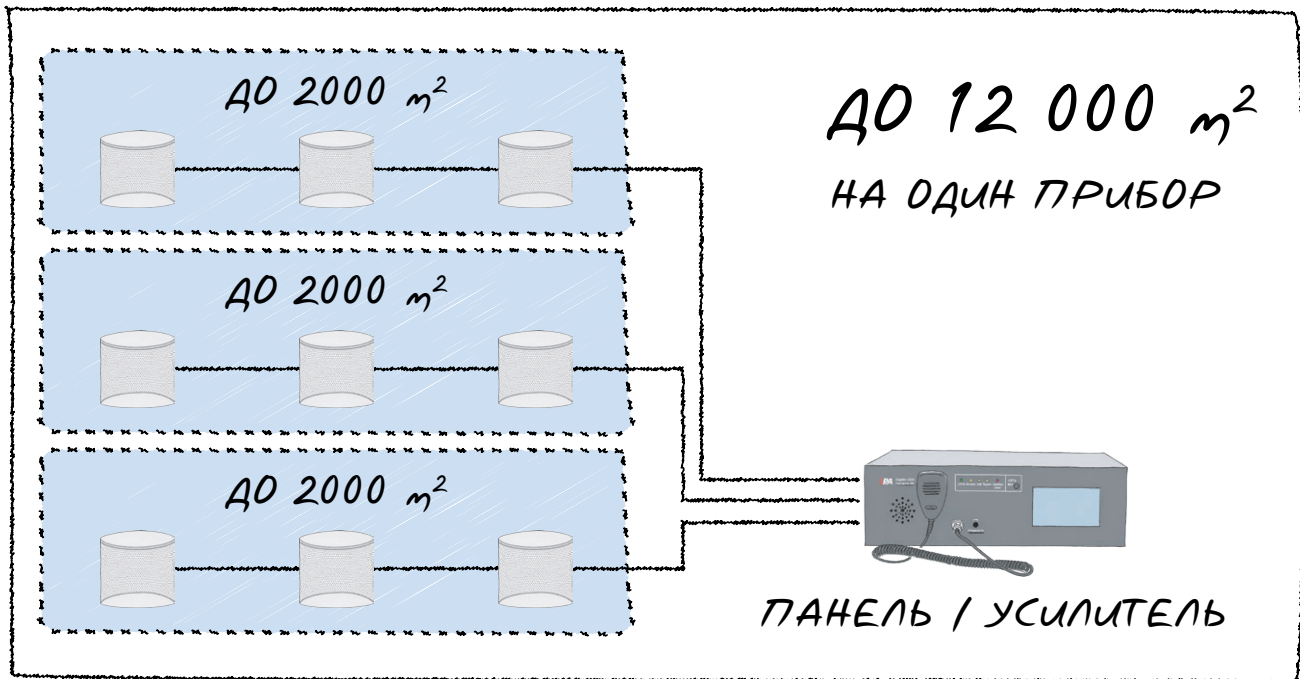 ДО 2000 м²
ДО 12 000 м²
НА ОДИН ПРИБОР
ДО 2000 м²
ДО 2000 м²
ПАНЕЛЬ / УСИЛИТЕЛЬ